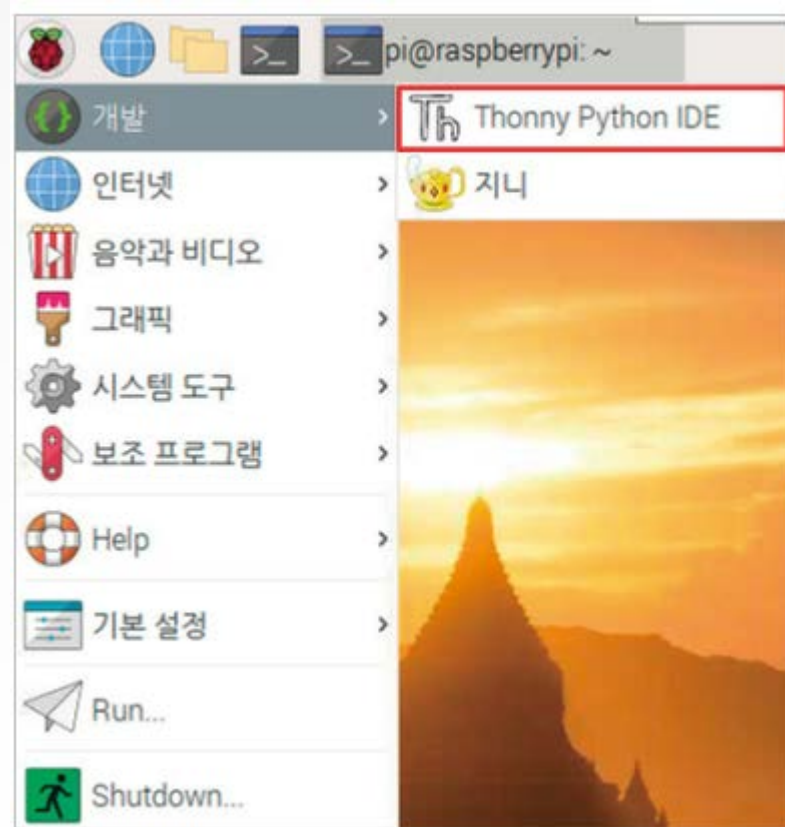 pi@raspberrypi: ~
개발
Thonny Python IDE
인터넷
지니
음악과 비디오
그래픽
시스템 도구
보조 프로그램
Help
기본 설정
Run...
Shutdown...